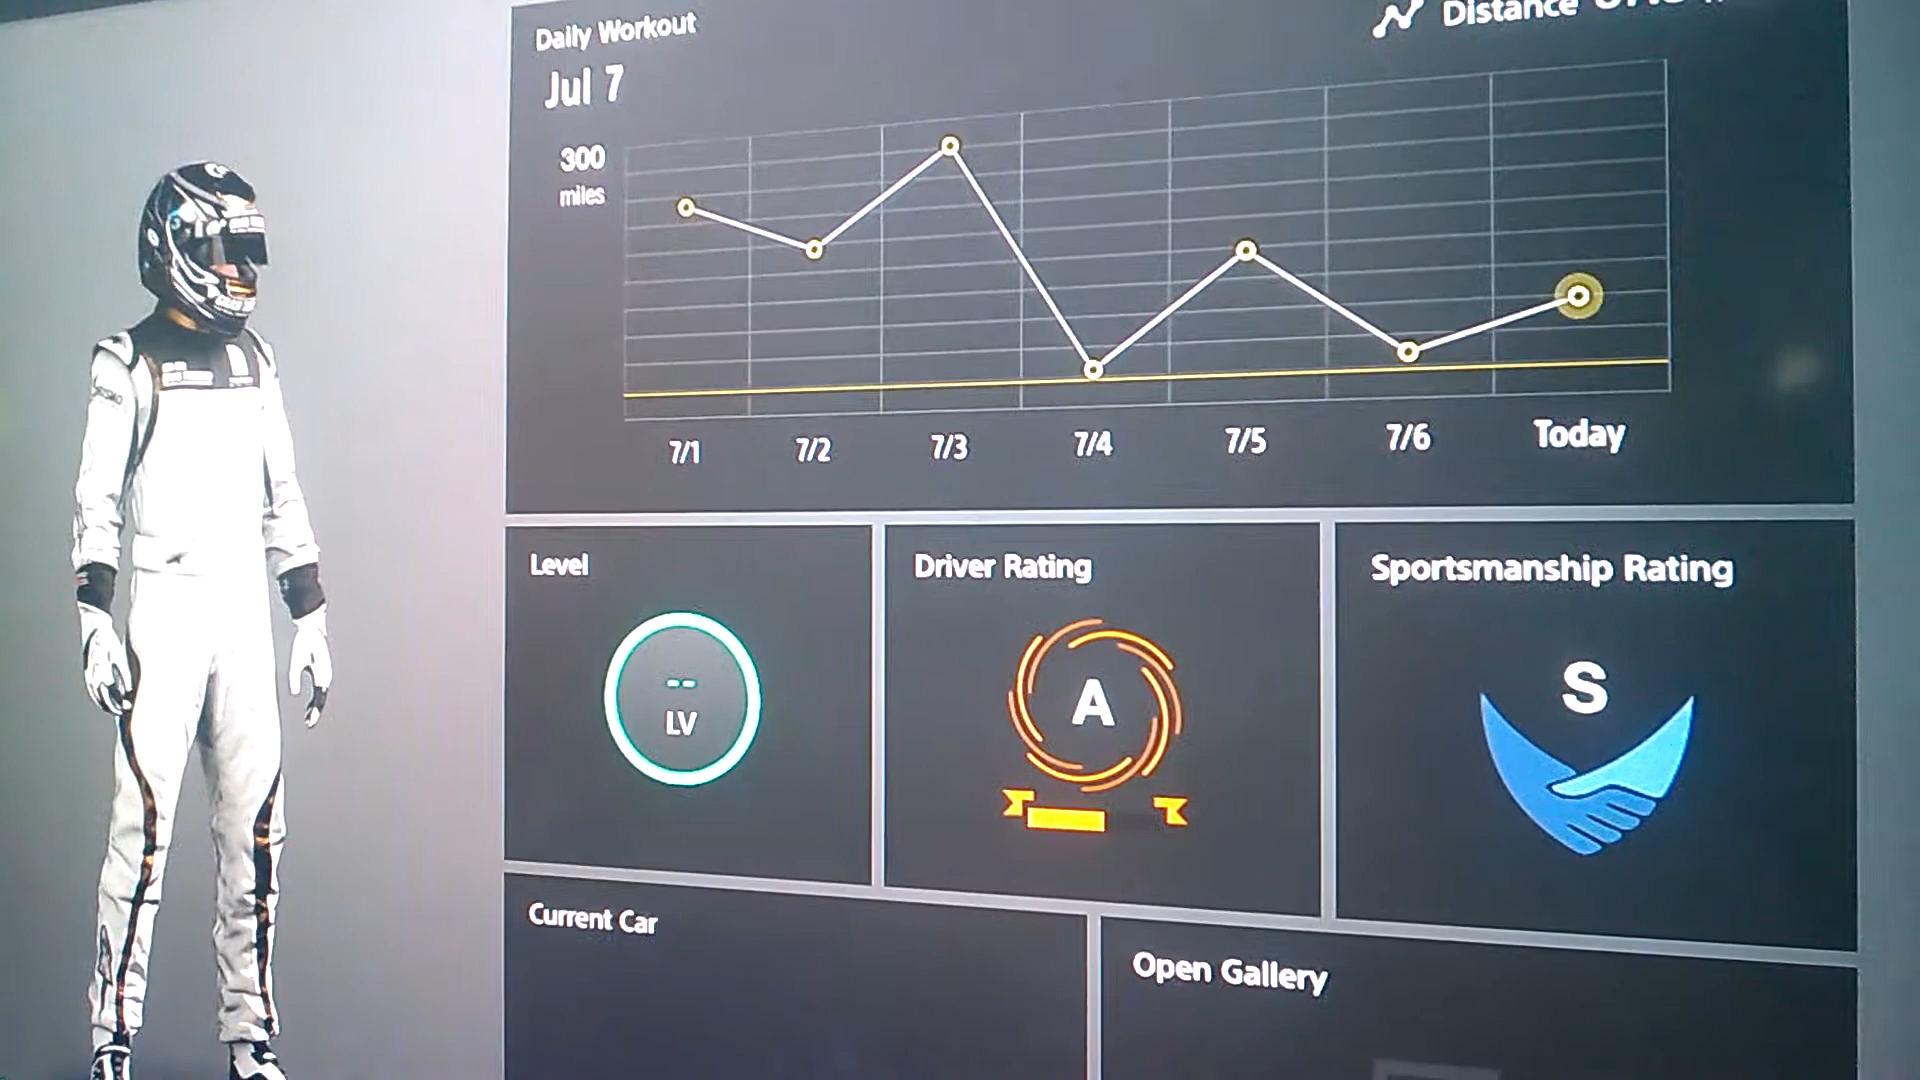 Daily Workout
Distance
Jul 7
300
miles
7/1 7/2 7/3 7/4 7/5 7/6 Today
Level
Driver Rating
Sportsmanship Rating
--
LV
A
S
Current Car
Open Gallery